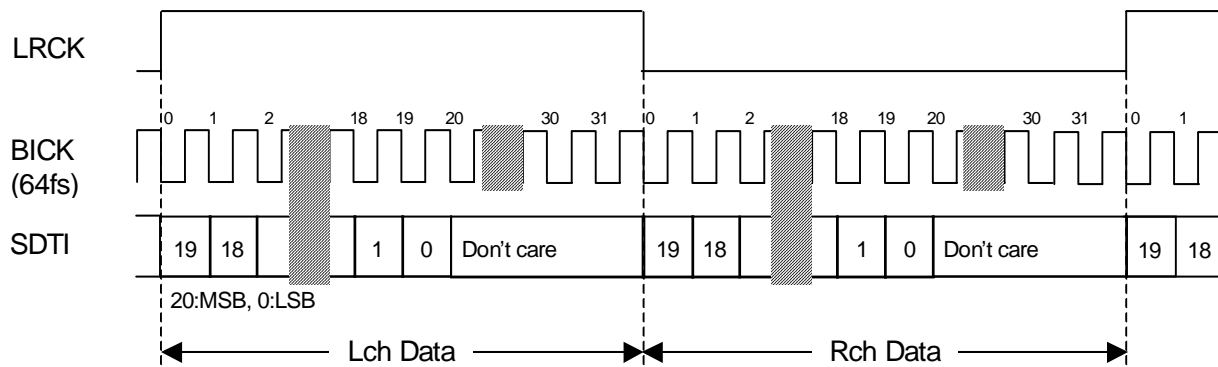 LRCK
0 1 2 18 19 20 30 31 0 1 2 18 19 20 30 31 0 1
BICK
(64fs)
SDTI 19 18 1 0 Don't care 19 18 1 0 Don't care 19 18
20:MSB, 0:LSB
Lch Data Rch Data